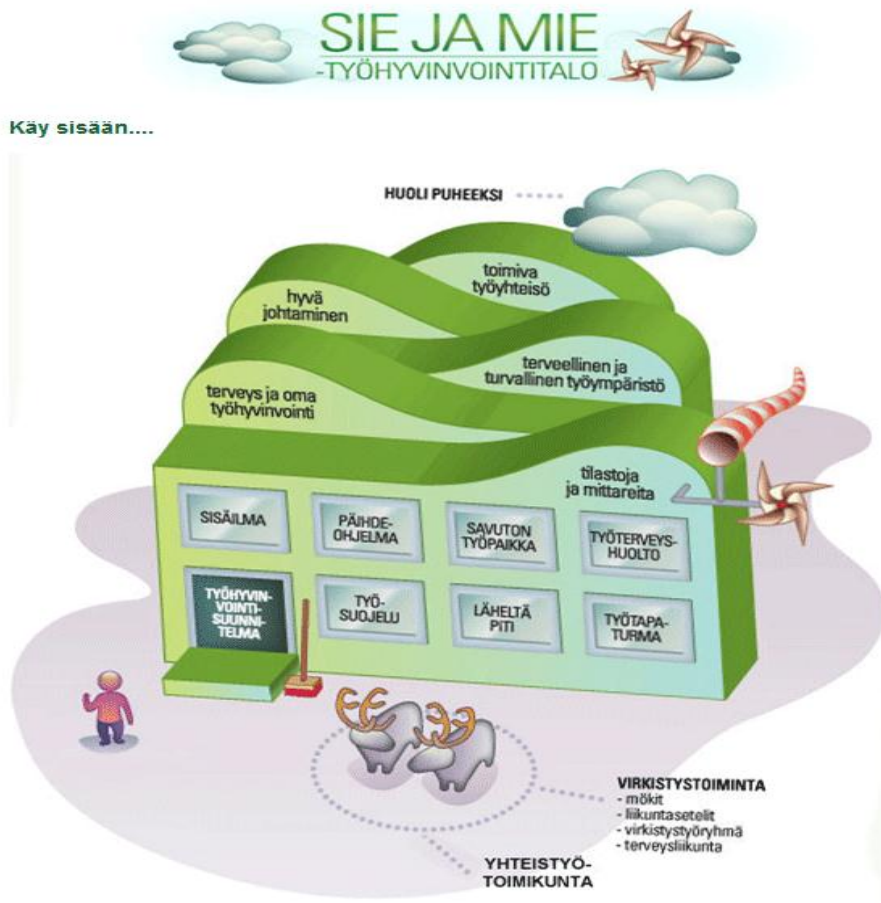 SIE JA MIE
-TYÖHYVINVOINTITALO
Käy sisään....
HUOLI PUHEEKSI
toimiva
työyhteisö
hyvä
johtaminen
terveellinen ja
turvallinen työympäristö
terveys ja oma
työhyvinvointi
tilastoja
ja mittareita
SISÄILMA
PÄIHDE-
OHJELMA
SAVUTON
TYÖPAIKKA
TYÖTERVEYS-
HUOLTO
TYÖHYVIN-
VOINTI-
SUUNNI-
TELMA
TYÖ-
SUOJELU
LÄHELTÄ
PITI
TYÖTAPA-
TURMA
VIRKISTYSTOIMINTA
- mökit
- liikuntasetelit
- virkistystyöryhmä
- terveysliikunta
YHTEISTYÖ-
TOIMIKUNTA